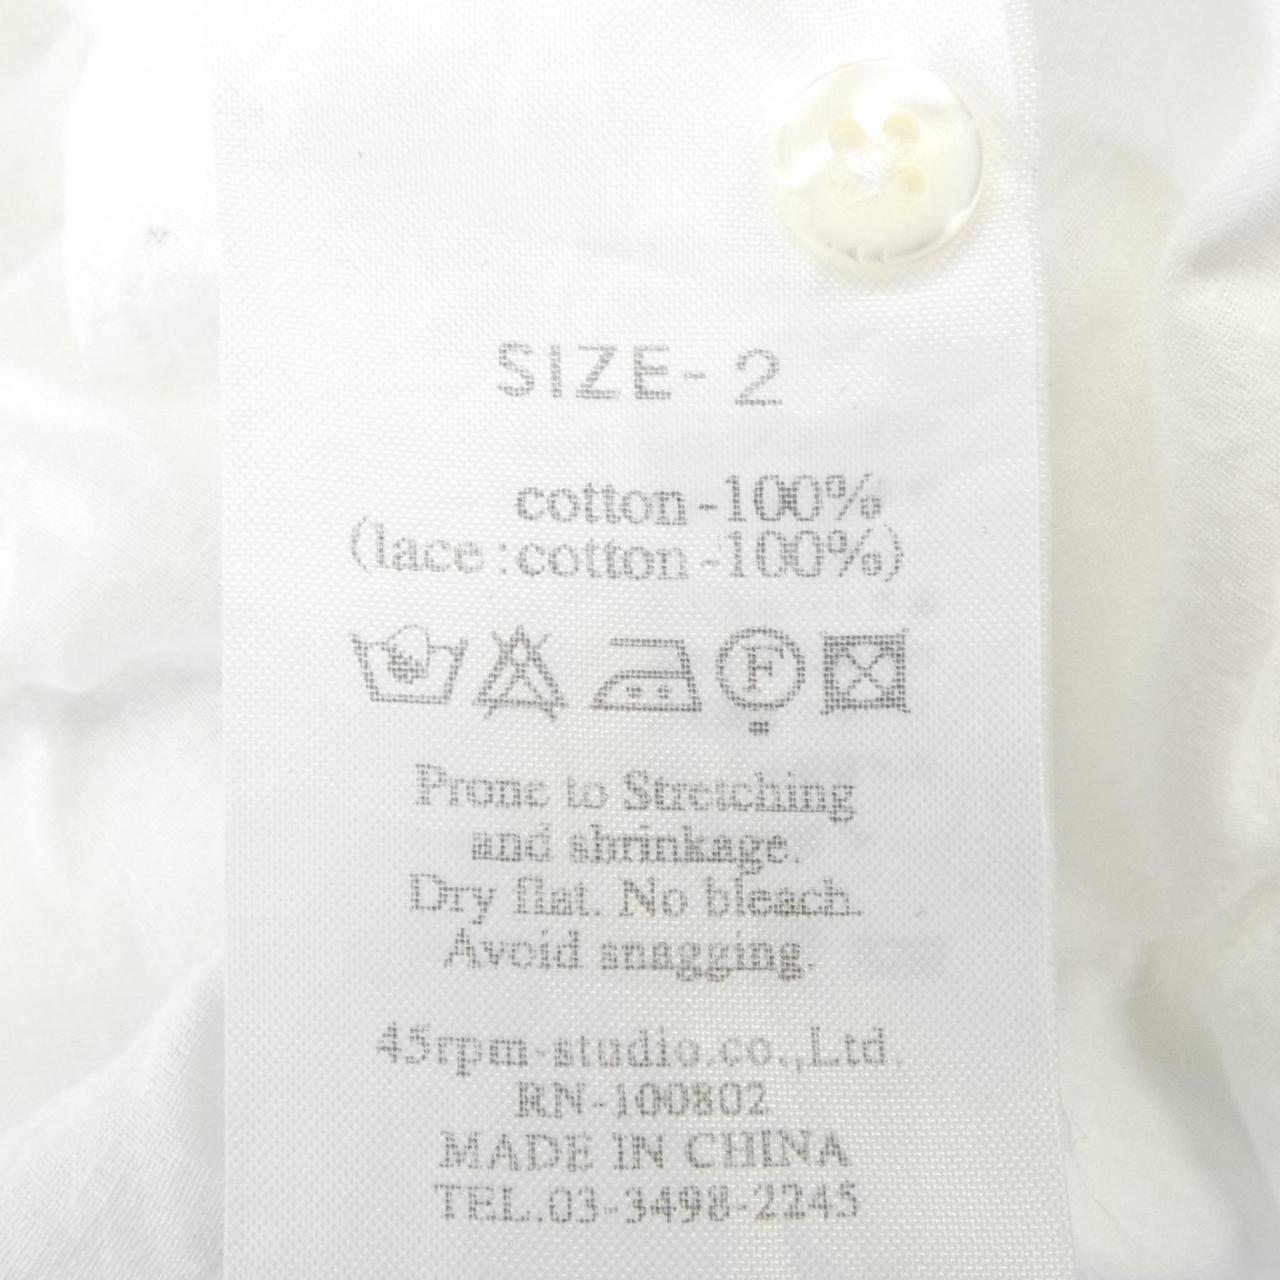 SIZE-2
cotton-100%
(lace:cotton-100%)
F
Prone to Stretching
and shrinkage.
Dry flat. No bleach.
Avoid snagging.
45rpm-studio.co.,Ltd.
RN-100802
MADE IN CHINA
TEL.03-3498-2245